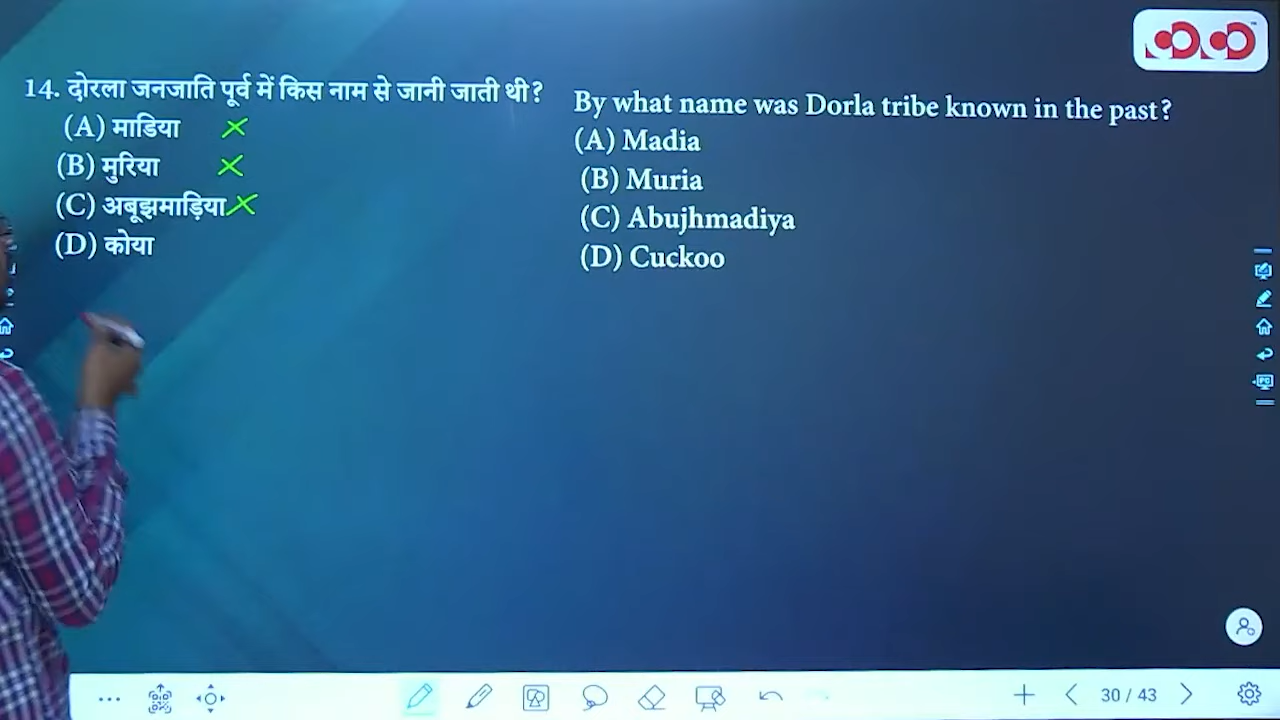 14. दोरला जनजाति पूर्व में किस नाम से जानी जाती थी?
(A) माडिया
(B) मुरिया
(C) अबूझमाड़िया
(D) कोया
By what name was Dorla tribe known in the past?
(A) Madia
(B) Muria
(C) Abujhmadiya
(D) Cuckoo
30 / 43